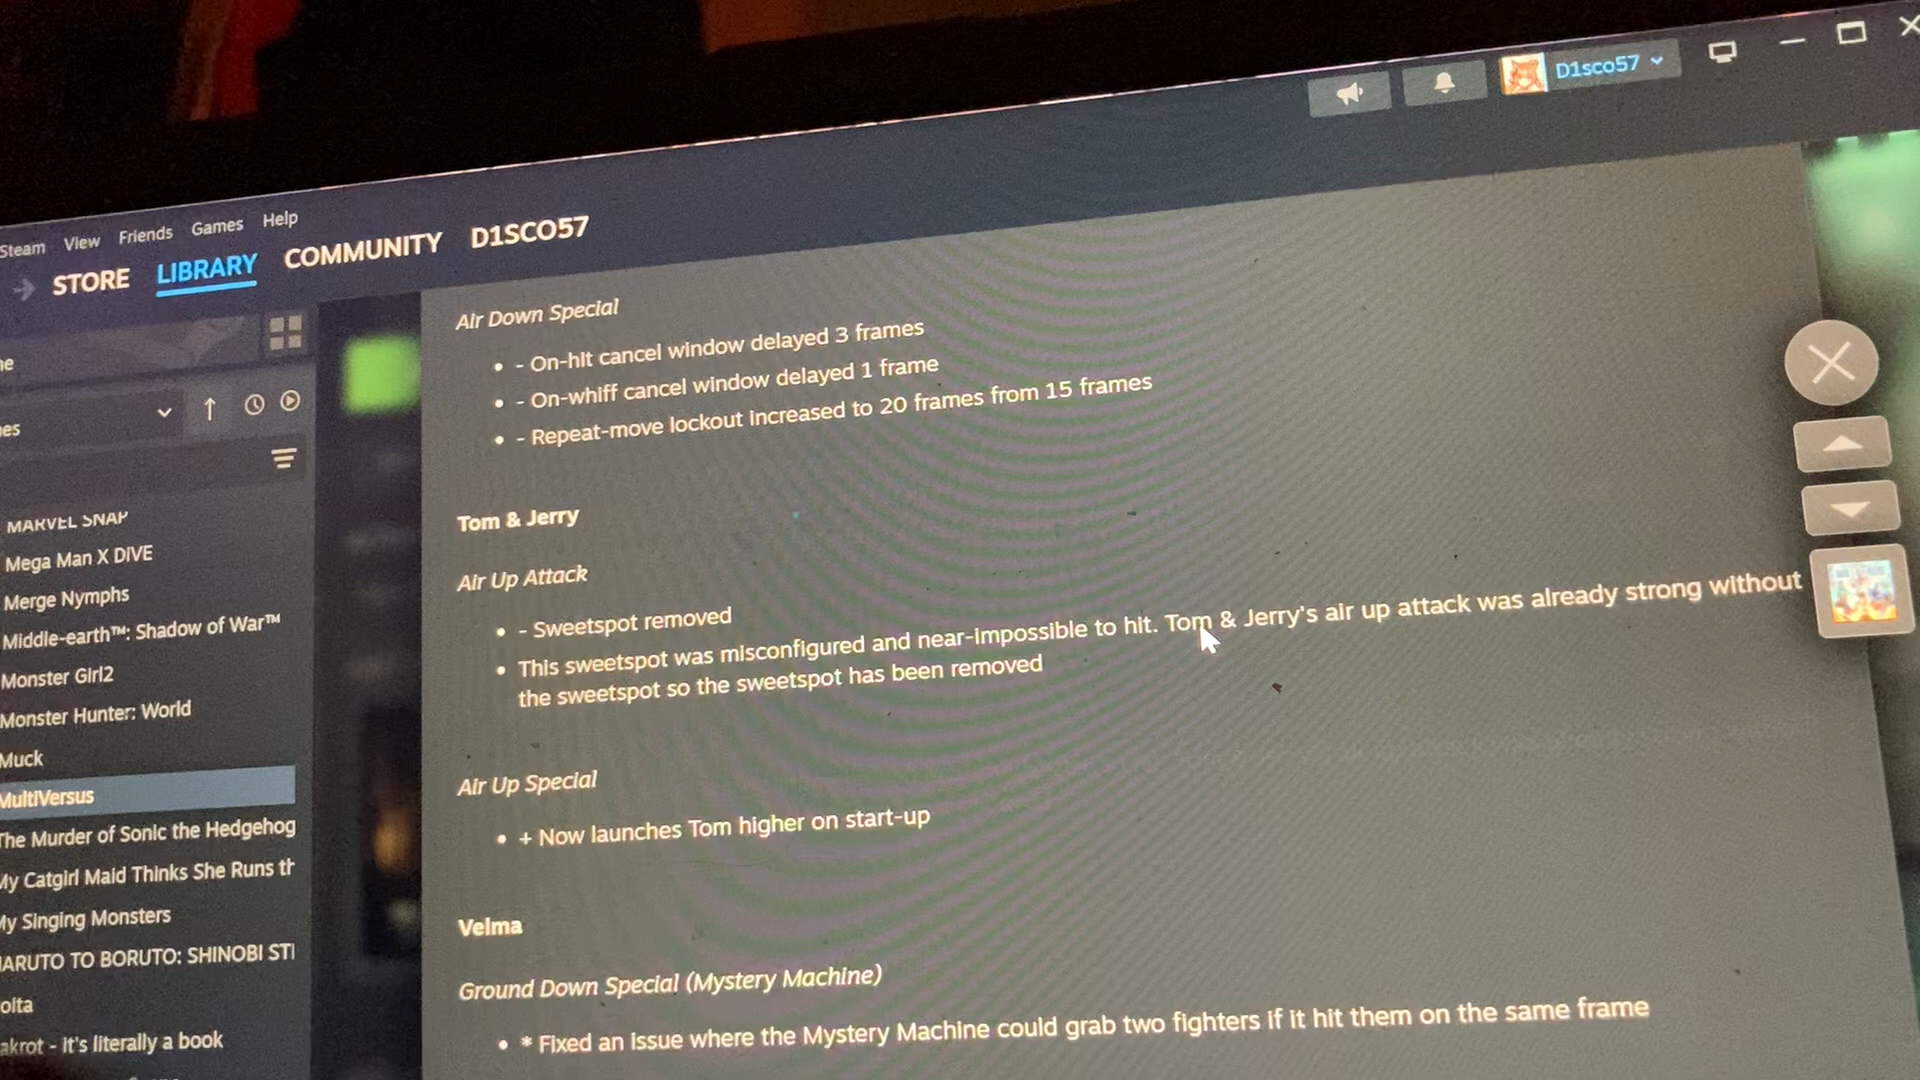 D1sco57
Steam View Friends Games Help
STORE LIBRARY COMMUNITY D1SCO57
Air Down Special
• - On-hit cancel window delayed 3 frames
• - On-whiff cancel window delayed 1 frame
• - Repeat-move lockout increased to 20 frames from 15 frames
Tom & Jerry
Air Up Attack
• - Sweetspot removed
• This sweetspot was misconfigured and near-impossible to hit. Tom & Jerry's air up attack was already strong without
the sweetspot so the sweetspot has been removed
Air Up Special
• + Now launches Tom higher on start-up
Velma
Ground Down Special (Mystery Machine)
• * Fixed an issue where the Mystery Machine could grab two fighters if it hit them on the same frame
MARVEL SNAP
Mega Man X DiVE
Merge Nymphs
Middle-earth™: Shadow of War™
Monster Girl2
Monster Hunter: World
Muck
MultiVersus
The Murder of Sonic the Hedgehog
My Catgirl Maid Thinks She Runs th
My Singing Monsters
NARUTO TO BORUTO: SHINOBI STI
olta
akrot - it's literally a book